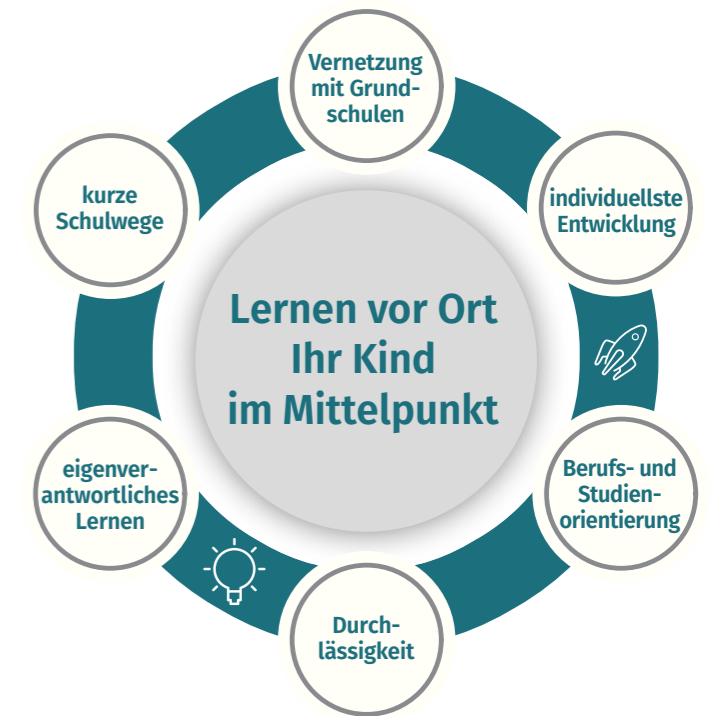 Vernetzung
mit Grund-
schulen
individuellste
Entwicklung
Berufs- und
Studien-
orientierung
Durch-
lässigkeit
eigenver-
antwortliches
Lernen
kurze
Schulwege
Lernen vor Ort
Ihr Kind
im Mittelpunkt